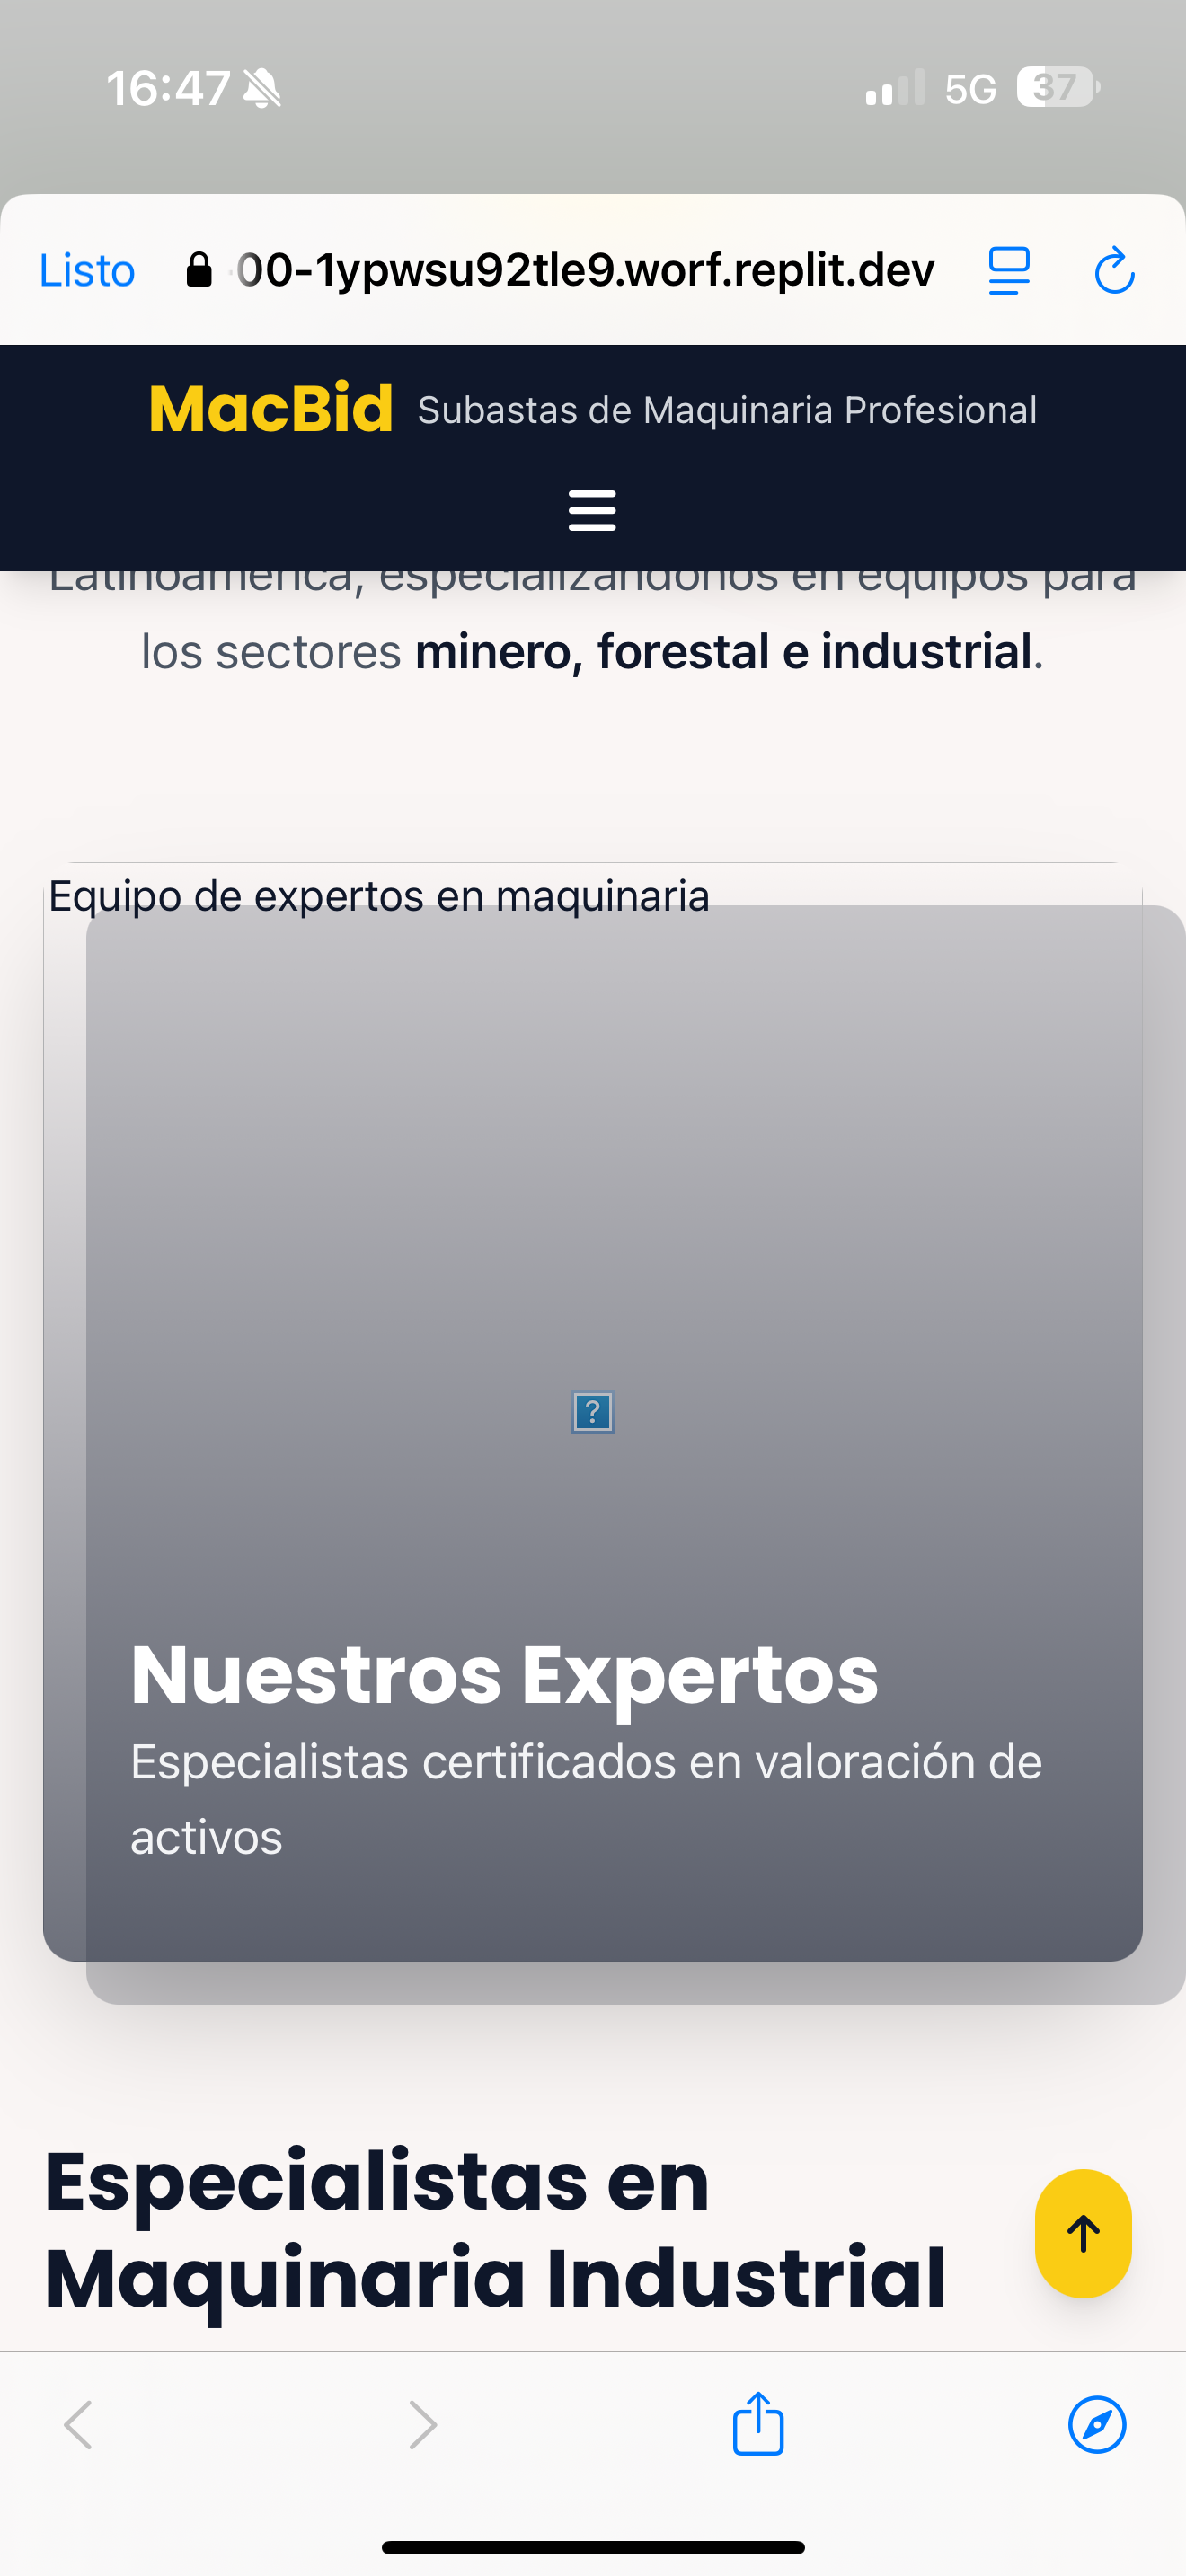 16:47
5G 37
Listo
00-1ypwsu92tle9.worf.replit.dev
MacBid Subastas de Maquinaria Profesional
Latinoamérica, especializándonos en equipos para
los sectores minero, forestal e industrial.
Equipo de expertos en maquinaria
?
Nuestros Expertos
Especialistas certificados en valoración de
activos
Especialistas en
Maquinaria Industrial